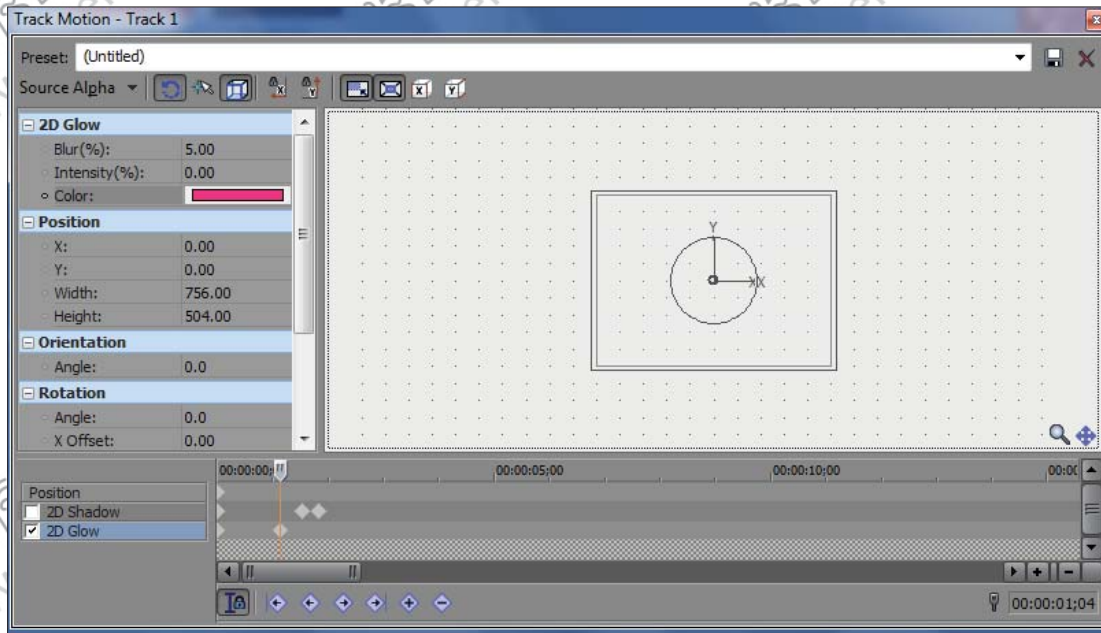 Track Motion - Track 1
Preset: (Untitled)
Source Alpha
2D Glow
Blur(%): 5.00
Intensity(%): 0.00
Color:
Position
X: 0.00
Y: 0.00
Width: 756.00
Height: 504.00
Orientation
Angle: 0.0
Rotation
Angle: 0.0
X Offset: 0.00
Y
X
00:00:00; 00:00:05;00 00:00:10;00 00:00
Position
2D Shadow
2D Glow
00:00:01;04